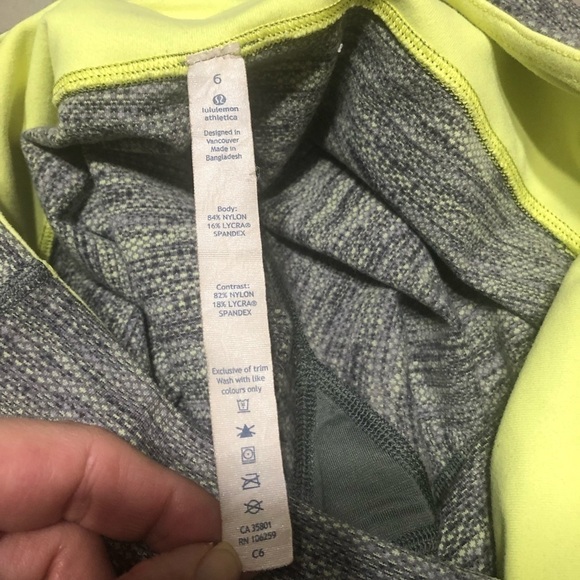 6
lululemon
athletica
Designed in
Vancouver
Made in
Bangladesh
Body:
84% NYLON
16% LYCRA®
SPANDEX
Contrast:
82% NYLON
18% LYCRA®
SPANDEX
Exclusive of trim
Wash with like
colours only
CA 35801
RN 106259
C6